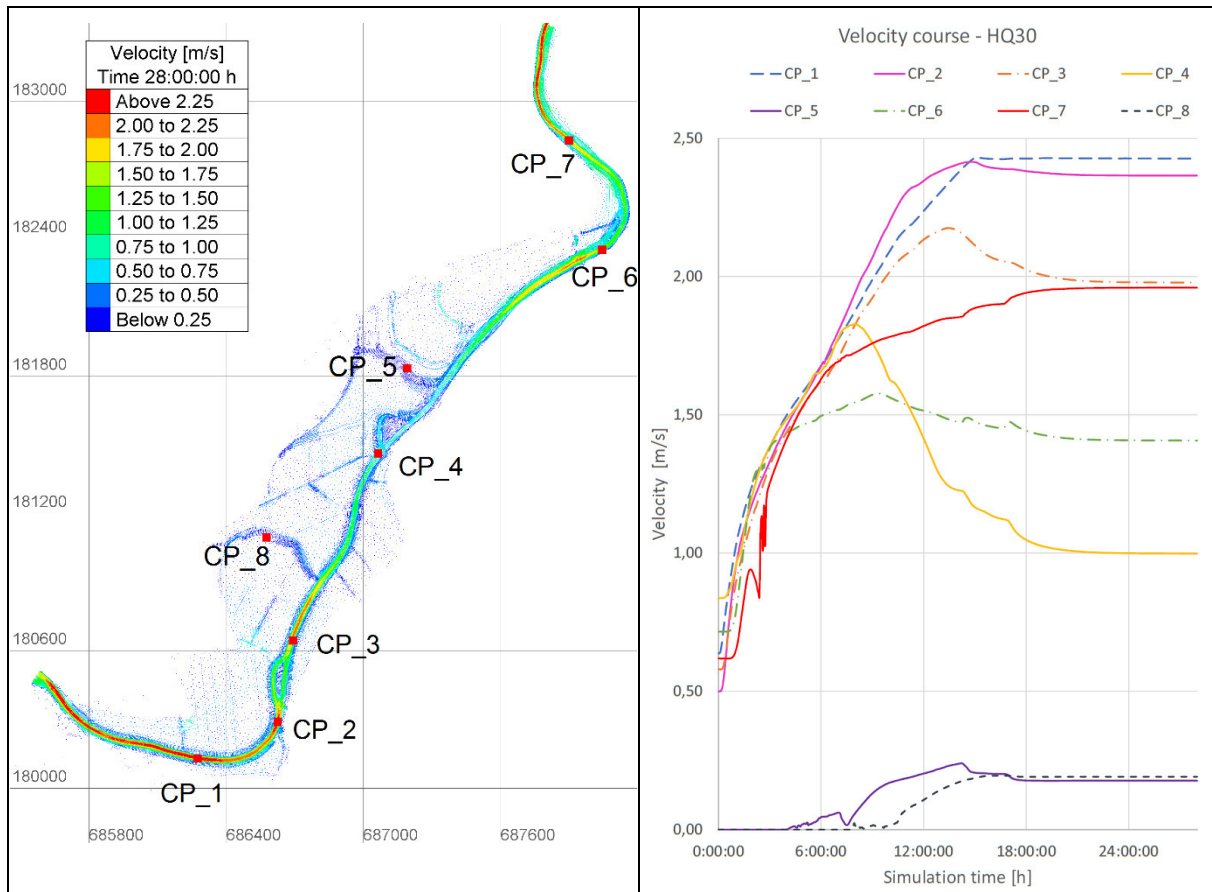 Velocity [m/s]
Time 28:00:00 h
Above 2.25
2.00 to 2.25
1.75 to 2.00
1.50 to 1.75
1.25 to 1.50
1.00 to 1.25
0.75 to 1.00
0.50 to 0.75
0.25 to 0.50
Below 0.25
183000
182400
181800
181200
180600
180000
685800
686400
687000
687600
CP_7
CP_6
CP_5
CP_4
CP_8
CP_3
CP_2
CP_1
Velocity course - HQ30
CP_1
CP_2
CP_3
CP_4
CP_5
CP_6
CP_7
CP_8
2,50
2,00
1,50
1,00
0,50
0,00
Velocity [m/s]
0:00:00
6:00:00
12:00:00
18:00:00
24:00:00
Simulation time [h]